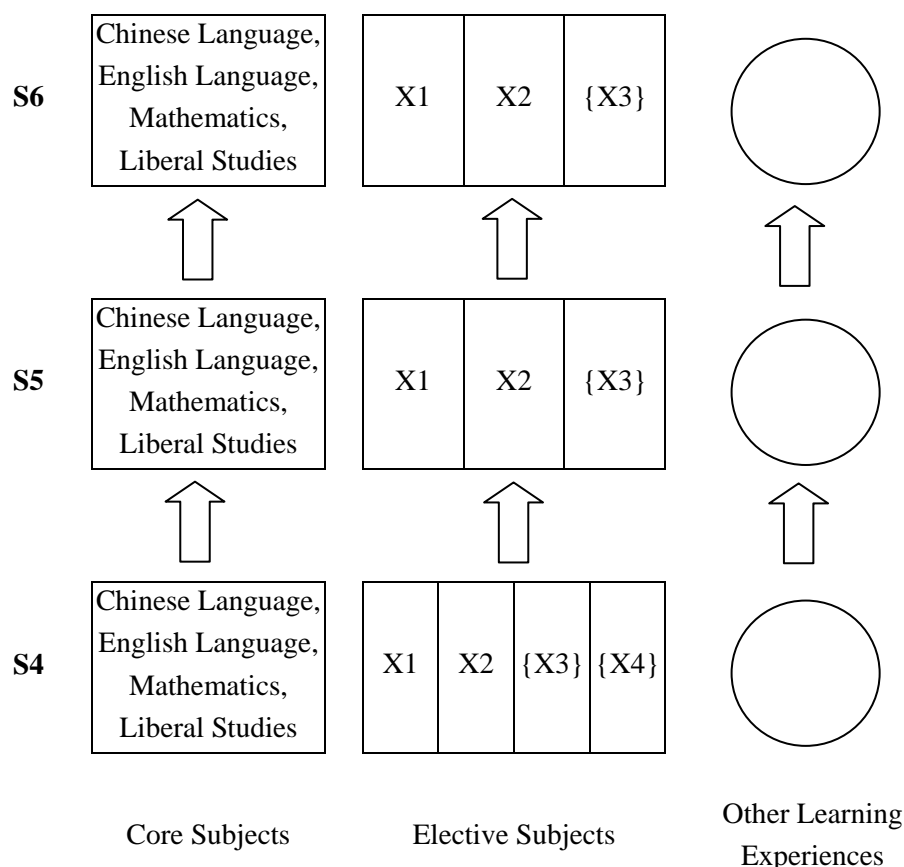 Chinese Language,
English Language,
Mathematics,
Liberal Studies
S6
X1 X2 {X3}
Chinese Language,
English Language,
Mathematics,
Liberal Studies
S5
X1 X2 {X3}
Chinese Language,
English Language,
Mathematics,
Liberal Studies
S4
X1 X2 {X3} {X4}
Core Subjects
Elective Subjects
Other Learning
Experiences